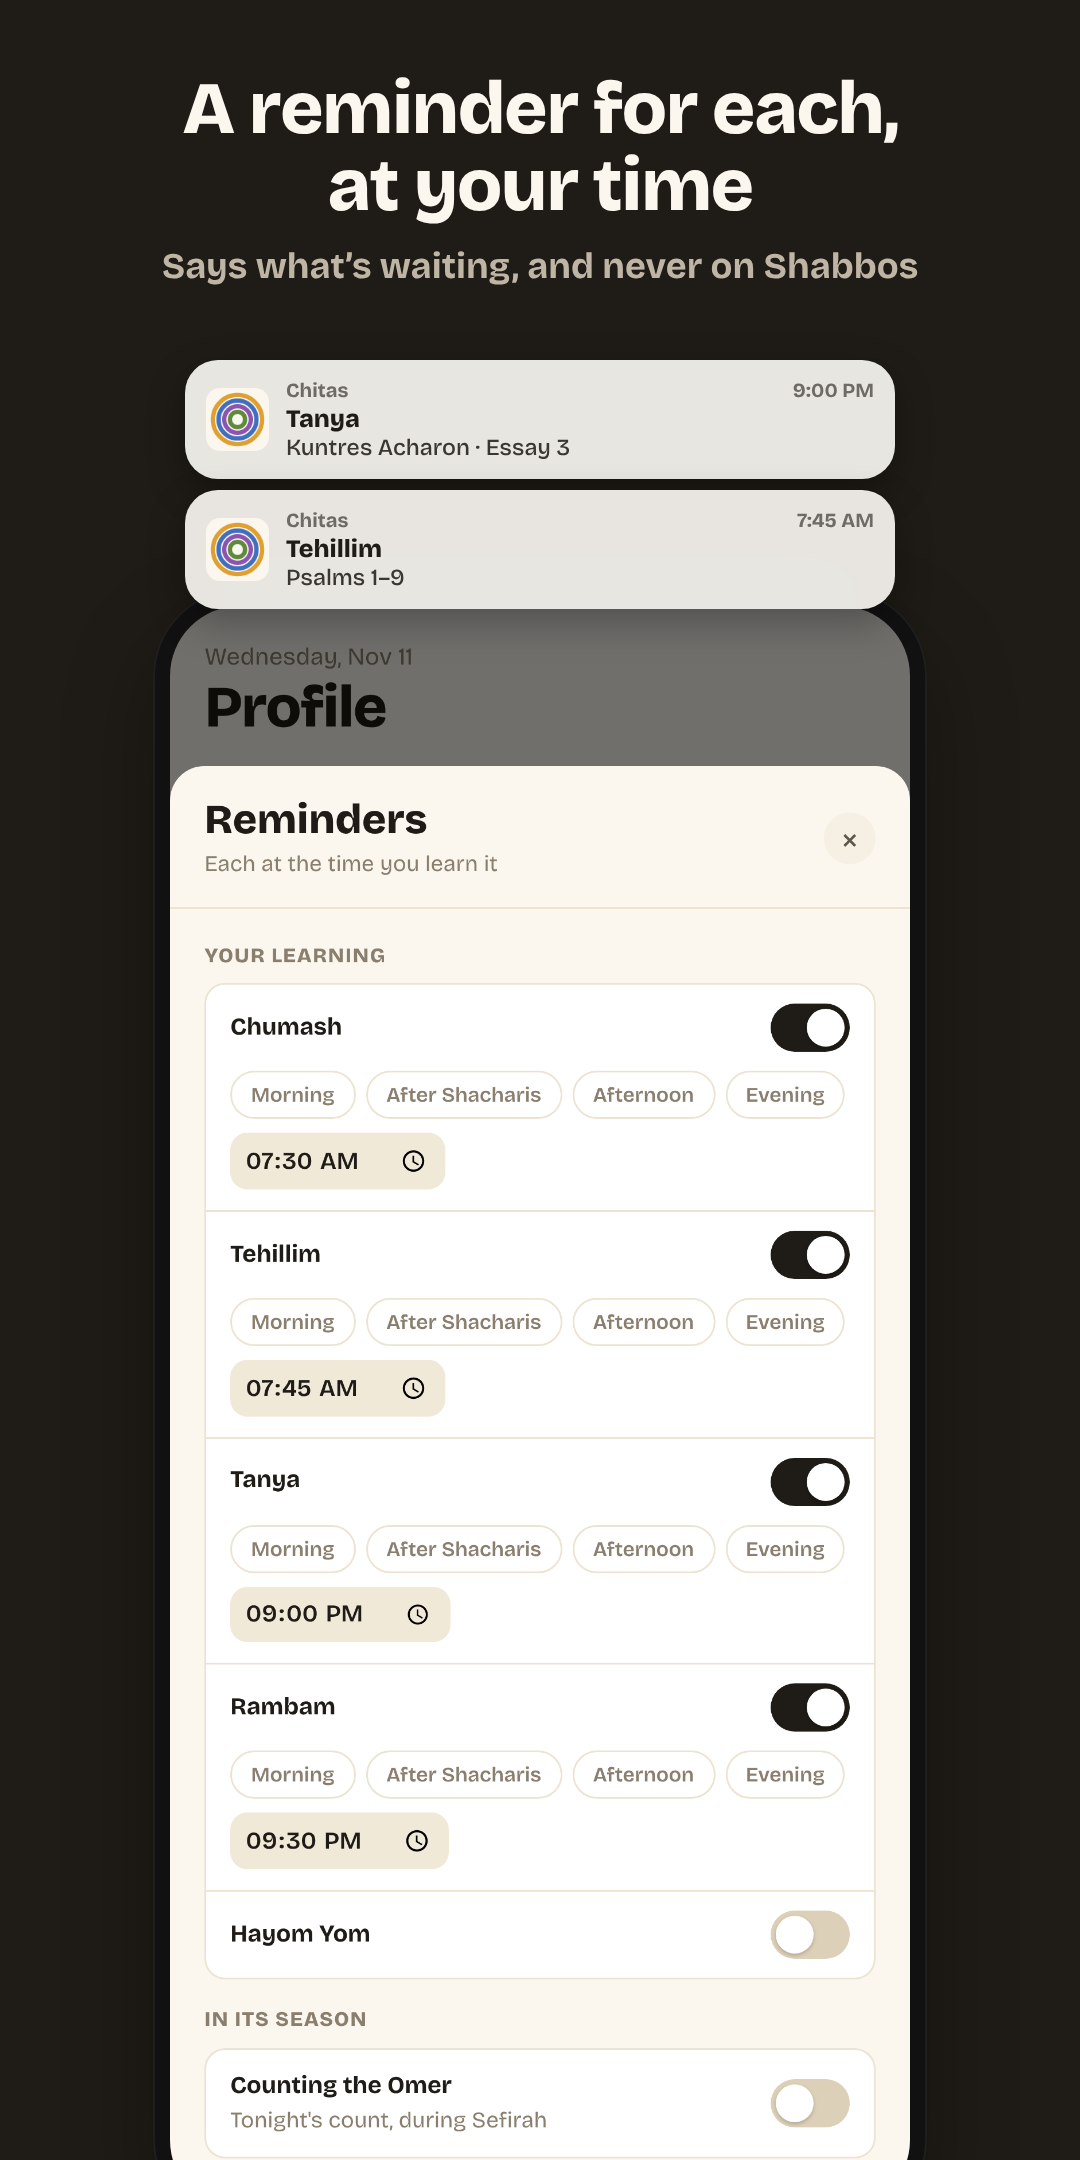 A reminder for each,
at your time
Says what’s waiting, and never on Shabbos
Chitas 9:00 PM
Tanya
Kuntres Acharon · Essay 3
Chitas 7:45 AM
Tehillim
Psalms 1–9
Wednesday, Nov 11
Profile
Reminders
Each at the time you learn it
×
YOUR LEARNING
Chumash
Morning After Shacharis Afternoon Evening
07:30 AM
Tehillim
Morning After Shacharis Afternoon Evening
07:45 AM
Tanya
Morning After Shacharis Afternoon Evening
09:00 PM
Rambam
Morning After Shacharis Afternoon Evening
09:30 PM
Hayom Yom
IN ITS SEASON
Counting the Omer
Tonight's count, during Sefirah